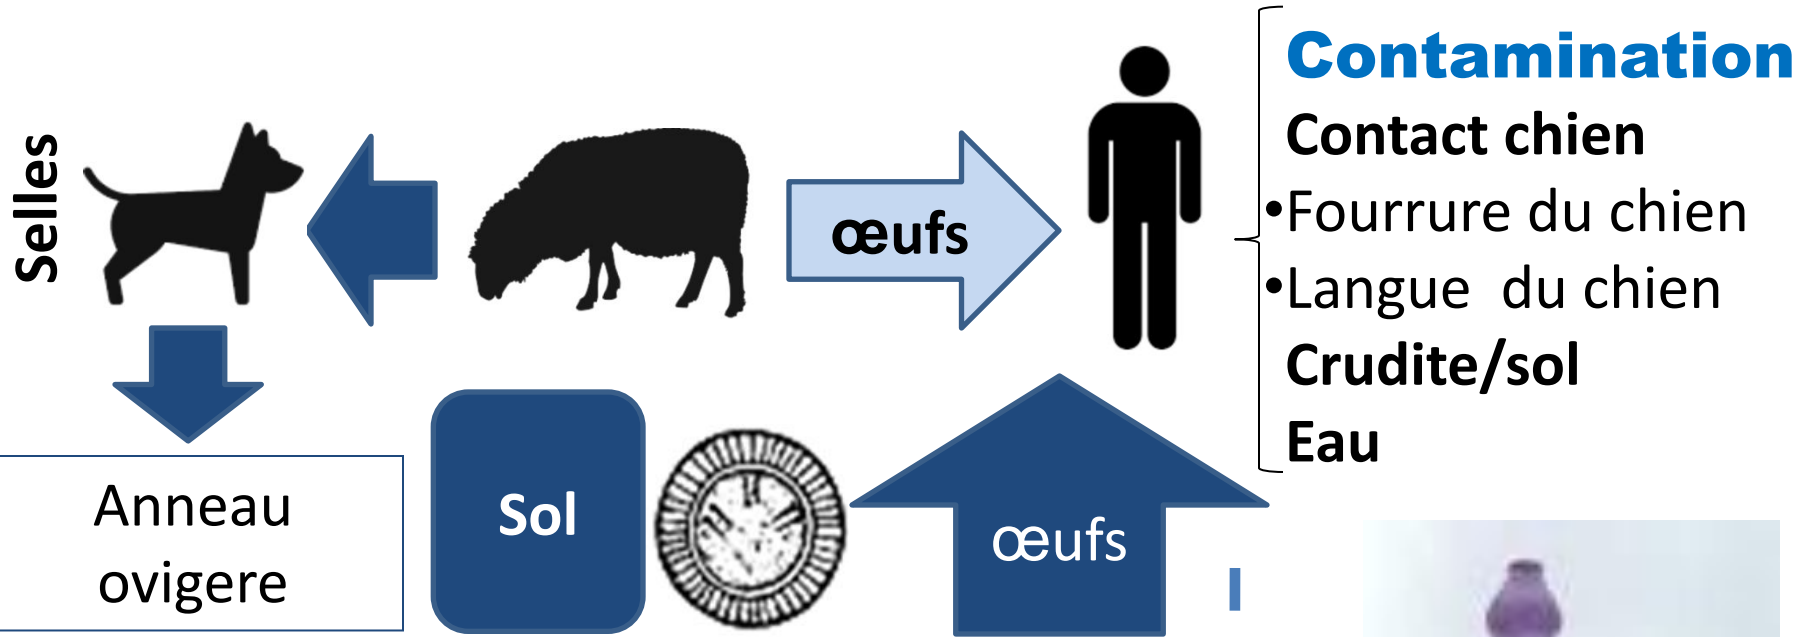 Selles
œufs
Contamination
Contact chien
•Fourrure du chien
•Langue  du chien
Crudite/sol
Eau
Anneau
ovigere
Sol
œufs